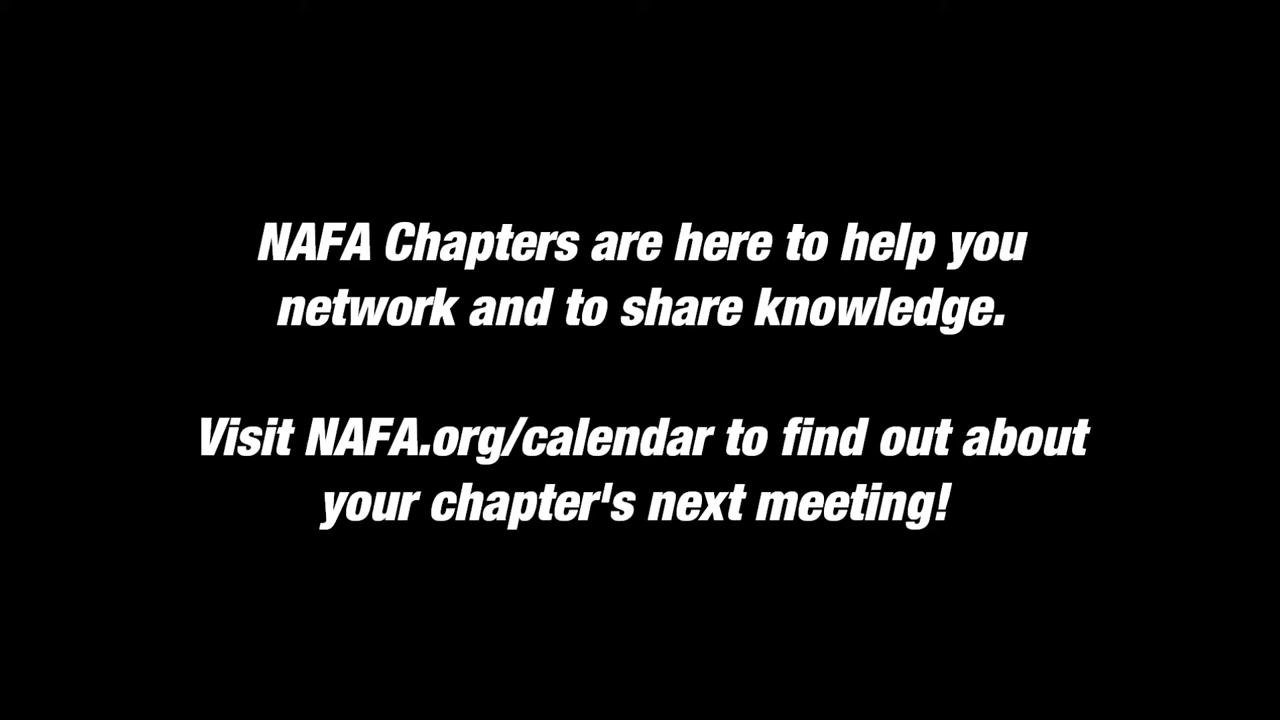 NAFA Chapters are here to help you
network and to share knowledge.
Visit NAFA.org/calendar to find out about
your chapter's next meeting!